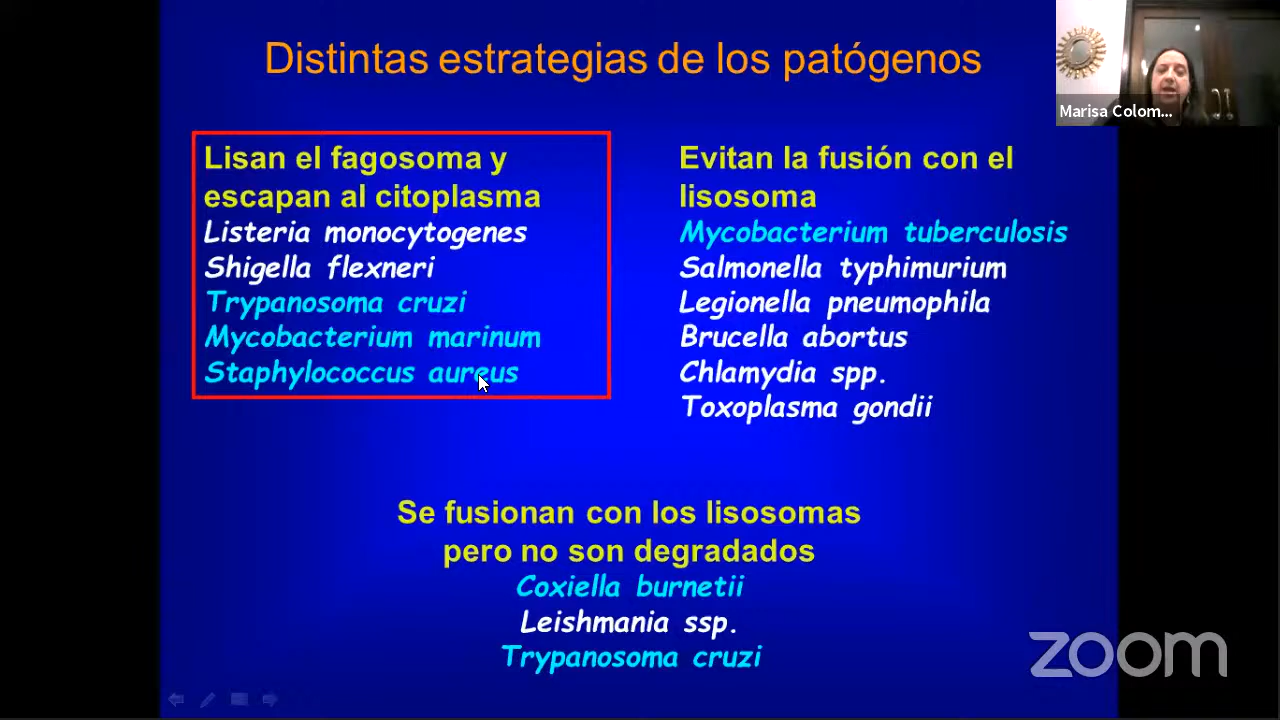 Distintas estrategias de los patógenos
Marisa Colom...
Lisan el fagosoma y
escapan al citoplasma
Listeria monocytogenes
Shigella flexneri
Trypanosoma cruzi
Mycobacterium marinum
Staphylococcus aureus
Evitan la fusión con el
lisosoma
Mycobacterium tuberculosis
Salmonella typhimurium
Legionella pneumophila
Brucella abortus
Chlamydia spp.
Toxoplasma gondii
Se fusionan con los lisosomas
pero no son degradados
Coxiella burnetii
Leishmania ssp.
Trypanosoma cruzi
zoom